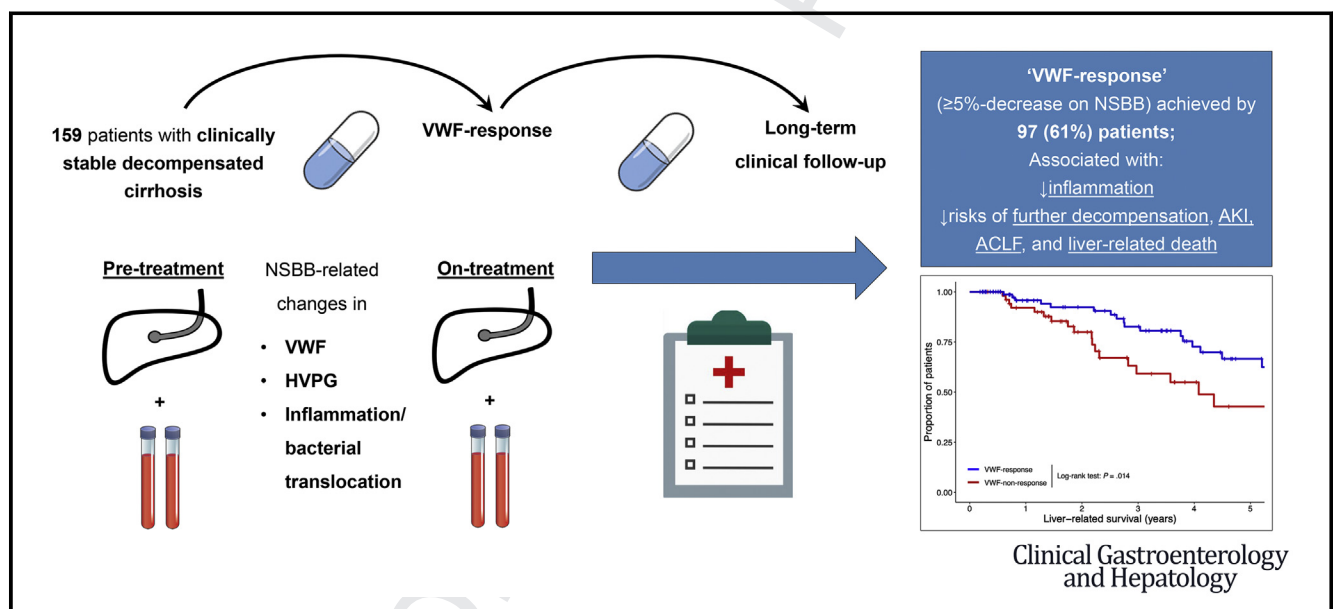 159 patients with clinically
stable decompensated
cirrhosis
VWF-response
Long-term
clinical follow-up
Pre-treatment
+
NSBB-related
changes in
• VWF
• HVPG
• Inflammation/
bacterial
translocation
On-treatment
+
'VWF-response'
(≥5%-decrease on NSBB) achieved by
97 (61%) patients;
Associated with:
↓inflammation
↓risks of further decompensation, AKI,
ACLF, and liver-related death
Proportion of patients
1.00
0.75
0.50
0.25
0.00
VWF-response
VWF-non-response
Log-rank test: P = .014
0 1 2 3 4 5
Liver-related survival (years)
Clinical Gastroenterology
and Hepatology